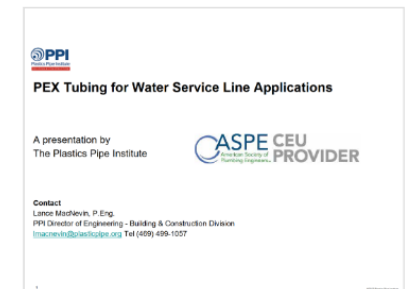 PPI
Plastics Pipe Institute
PEX Tubing for Water Service Line Applications
A presentation by
The Plastics Pipe Institute
ASPE CEU
American Society of
Plumbing Engineers
PROVIDER
Contact
Lance MacNevin, P.Eng.
PPI Director of Engineering - Building & Construction Division
lmacnevin@plasticpipe.org Tel (469) 499-1057